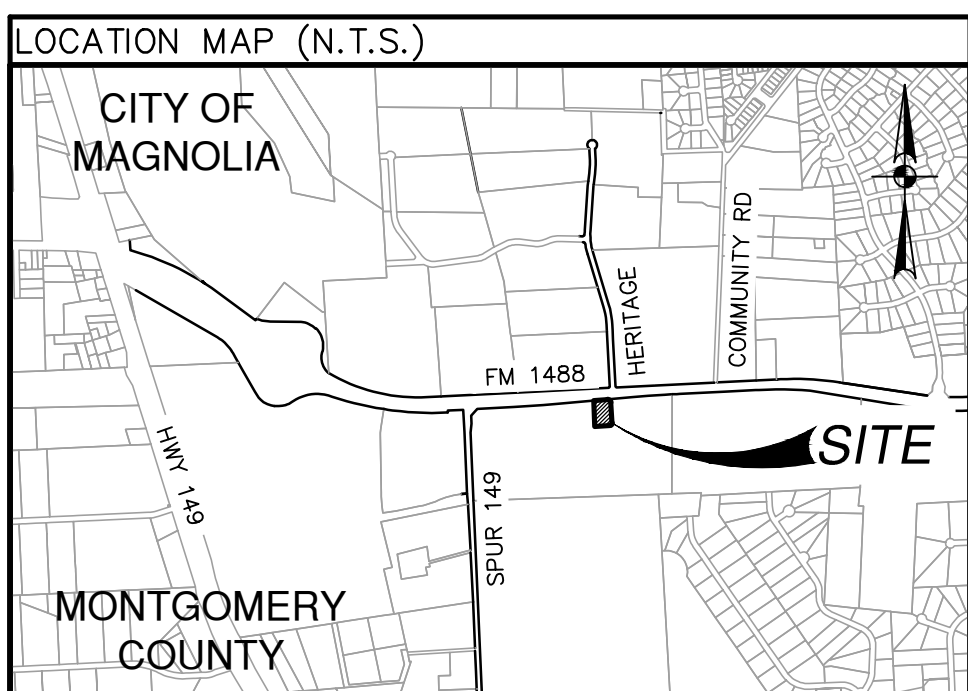 LOCATION MAP (N.T.S.)
CITY OF
MAGNOLIA
COMMUNITY RD
HERITAGE
FM 1488
SITE
HWY 149
SPUR 149
MONTGOMERY
COUNTY